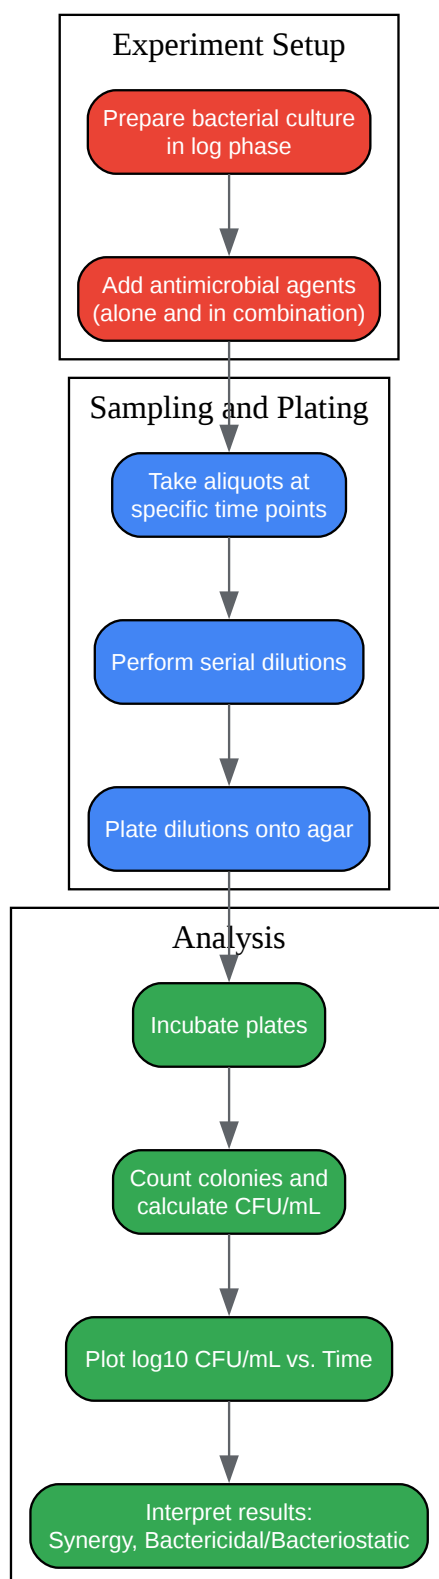 Experiment Setup
Prepare bacterial culture
in log phase
Add antimicrobial agents
(alone and in combination)
Sampling and Plating
Take aliquots at
specific time points
Perform serial dilutions
Plate dilutions onto agar
Analysis
Incubate plates
Count colonies and
calculate CFU/mL
Plot log10 CFU/mL vs. Time
Interpret results:
Synergy, Bactericidal/Bacteriostatic